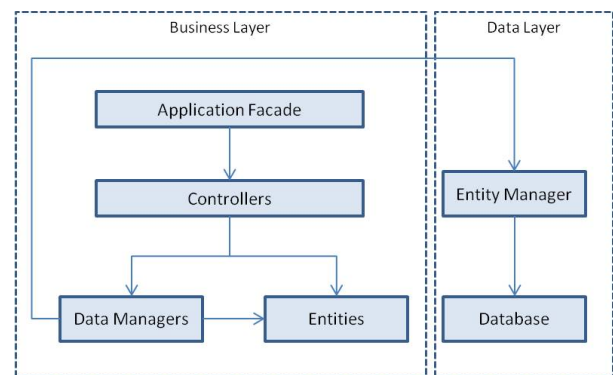 Business Layer
Data Layer
Application Facade
Controllers
Entity Manager
Data Managers
Entities
Database